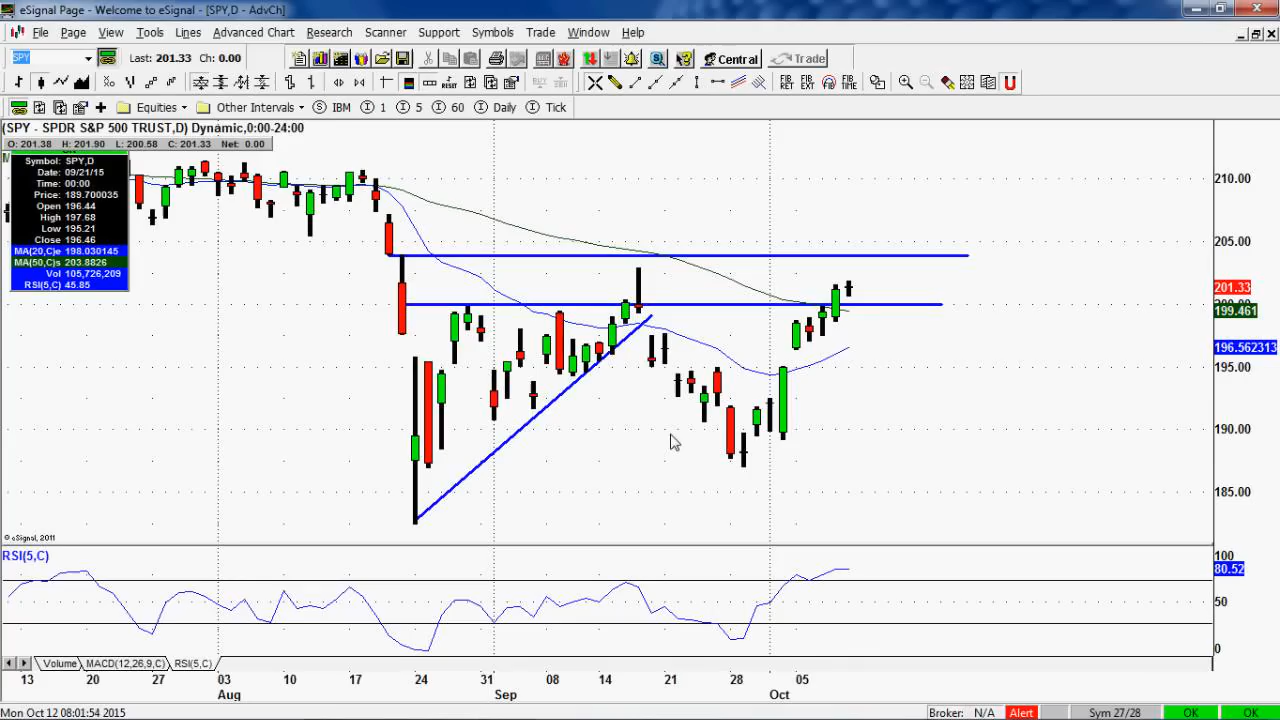 eSignal Page - Welcome to eSignal - [SPY,D - AdvCh]
File Page View Tools Lines Advanced Chart Research Scanner Support Symbols Trade Window Help
SPY Last: 201.33 Ch: 0.00 Central Trade
FIB RET FIB EXT FIB TIME
Equities Other Intervals S IBM I 1 I 5 I 60 I Daily I Tick
(SPY - SPDR S&P 500 TRUST,D) Dynamic,0:00-24:00
O: 201.38 H: 201.90 L: 200.58 C: 201.33 Net: 0.00
Symbol: SPY,D
Date: 09/21/15
Time: 00:00
Price: 189.700035
Open 196.44
High 197.68
Low 195.21
Close 196.46
MA(20,C)e 198.030145
MA(50,C)s 203.8826
Vol 105,726,209
RSI(5,C) 45.85
210.00
205.00
201.33
199.461
196.562313
195.00
190.00
185.00
© eSignal, 2011
RSI(5,C)
100
80.52
50
0
Volume MACD(12,26,9,C) RSI(5,C)
13 20 27 03 10 17 24 31 08 14 21 28 05
Aug Sep Oct
Mon Oct 12 08:01:54 2015 Broker: N/A Alert Sym 27/28 OK OK